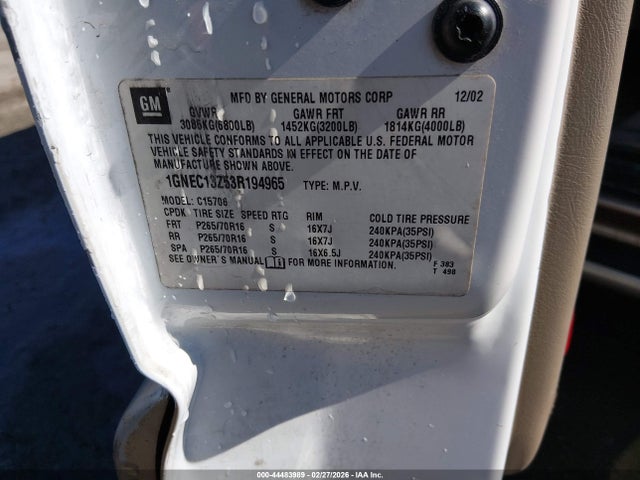 GM
MFD BY GENERAL MOTORS CORP 12/02
GVWR GAWR FRT GAWR RR
3085KG(6800LB) 1452KG(3200LB) 1814KG(4000LB)
THIS VEHICLE CONFORMS TO ALL APPLICABLE U.S. FEDERAL MOTOR
VEHICLE SAFETY STANDARDS IN EFFECT ON THE DATE OF
MANUFACTURE SHOWN ABOVE.
1GNEC13Z53R194965 TYPE: M.P.V.
MODEL: C15706
CPDK TIRE SIZE SPEED RTG RIM COLD TIRE PRESSURE
FRT P265/70R16 S 16X7J 240KPA(35PSI)
RR P265/70R16 S 16X7J 240KPA(35PSI)
SPA P265/70R16 S 16X6.5J 240KPA(35PSI)
SEE OWNER'S MANUAL FOR MORE INFORMATION. F 383
T 498
000-44483989 | 02/27/2026 - IAA Corp.